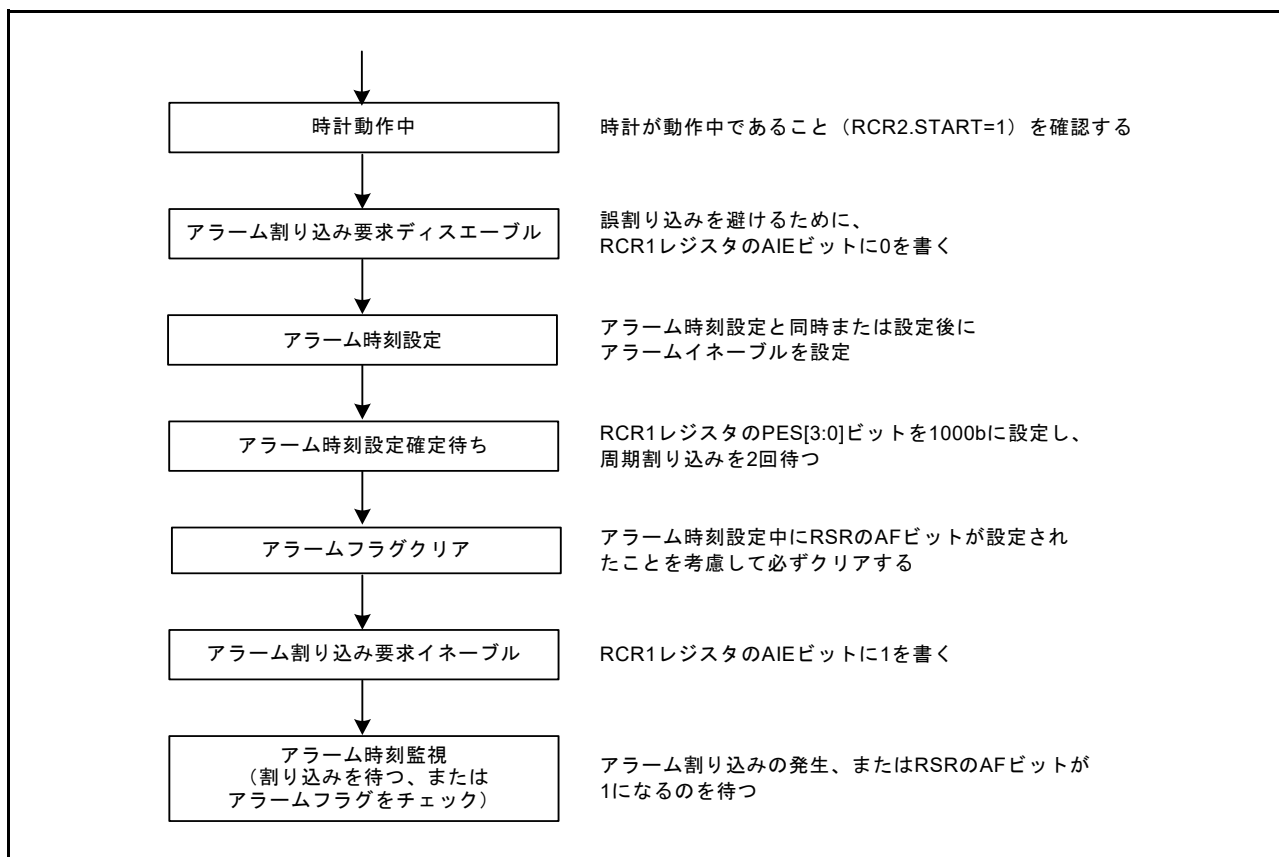 時計動作中
時計が動作中であること（RCR2.START=1）を確認する
アラーム割り込み要求ディスエーブル
誤割り込みを避けるために、
RCR1レジスタのAIEビットに0を書く
アラーム時刻設定
アラーム時刻設定と同時または設定後に
アラームイネーブルを設定
アラーム時刻設定確定待ち
RCR1レジスタのPES[3:0]ビットを1000bに設定し、
周期割り込みを2回待つ
アラームフラグクリア
アラーム時刻設定中にRSRのAFビットが設定され
たことを考慮して必ずクリアする
アラーム割り込み要求イネーブル
RCR1レジスタのAIEビットに1を書く
アラーム時刻監視
（割り込みを待つ、または
アラームフラグをチェック）
アラーム割り込みの発生、またはRSRのAFビットが
1になるのを待つ